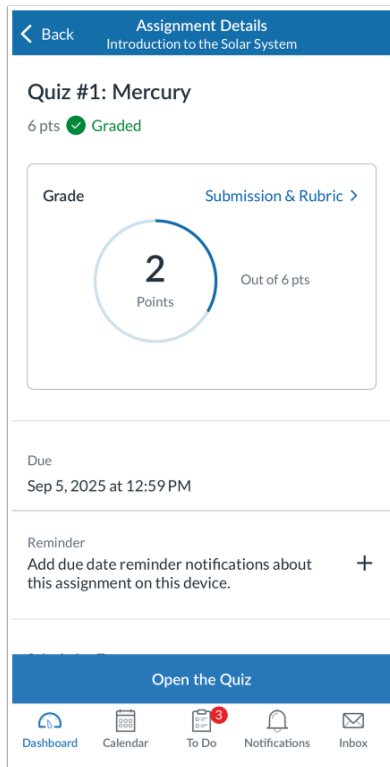 Back
Assignment Details
Introduction to the Solar System
Quiz #1: Mercury
6 pts Graded
Grade
Submission & Rubric
2
Points
Out of 6 pts
Due
Sep 5, 2025 at 12:59 PM
Reminder
Add due date reminder notifications about
this assignment on this device.
Open the Quiz
3
Dashboard
Calendar
To Do
Notifications
Inbox